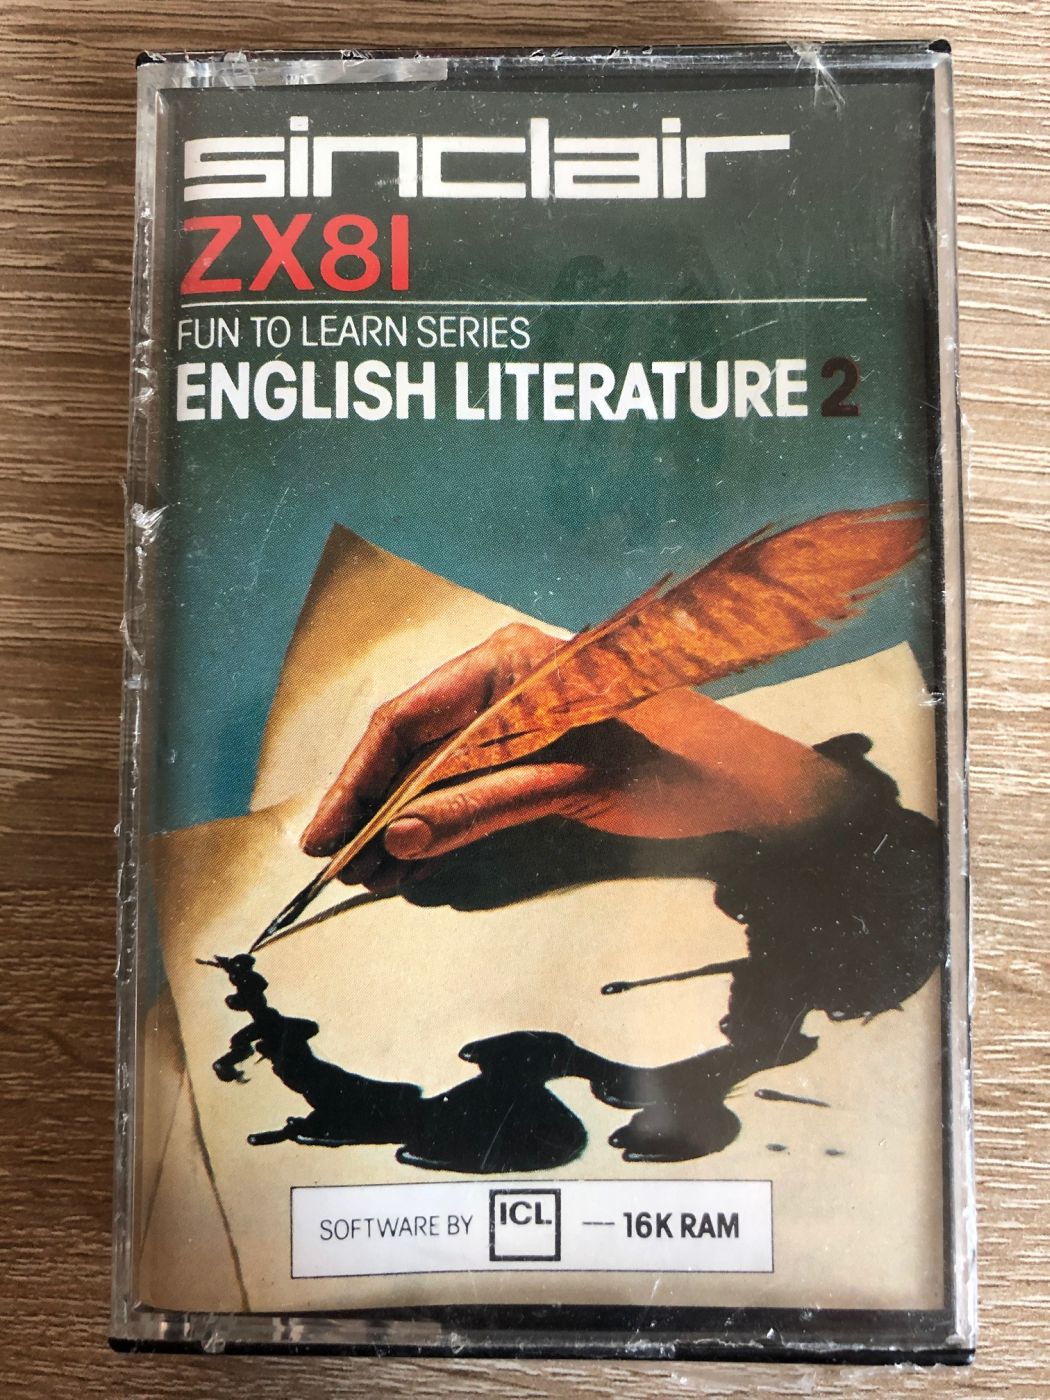 sinclair
ZX81
FUN TO LEARN SERIES
ENGLISH LITERATURE 2
SOFTWARE BY ICL — 16K RAM